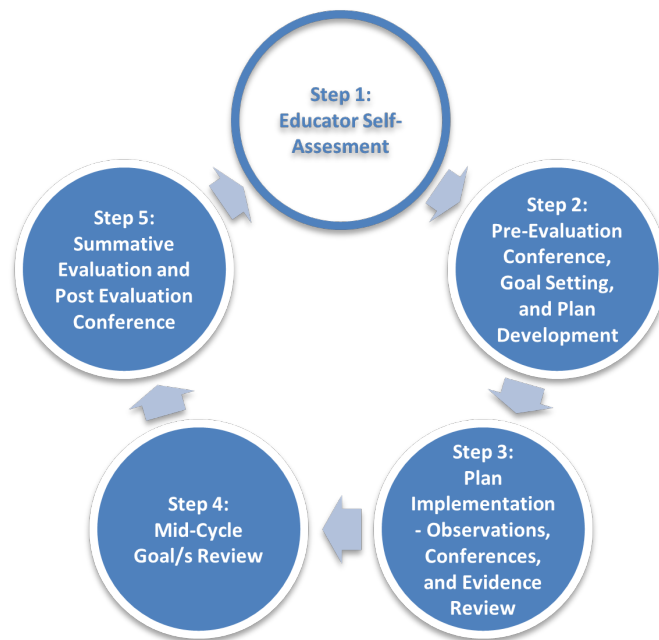 Step 1:
Educator Self-
Assesment
Step 2:
Pre-Evaluation
Conference,
Goal Setting,
and Plan
Development
Step 3:
Plan
Implementation
- Observations,
Conferences,
and Evidence
Review
Step 4:
Mid-Cycle
Goal/s Review
Step 5:
Summative
Evaluation and
Post Evaluation
Conference